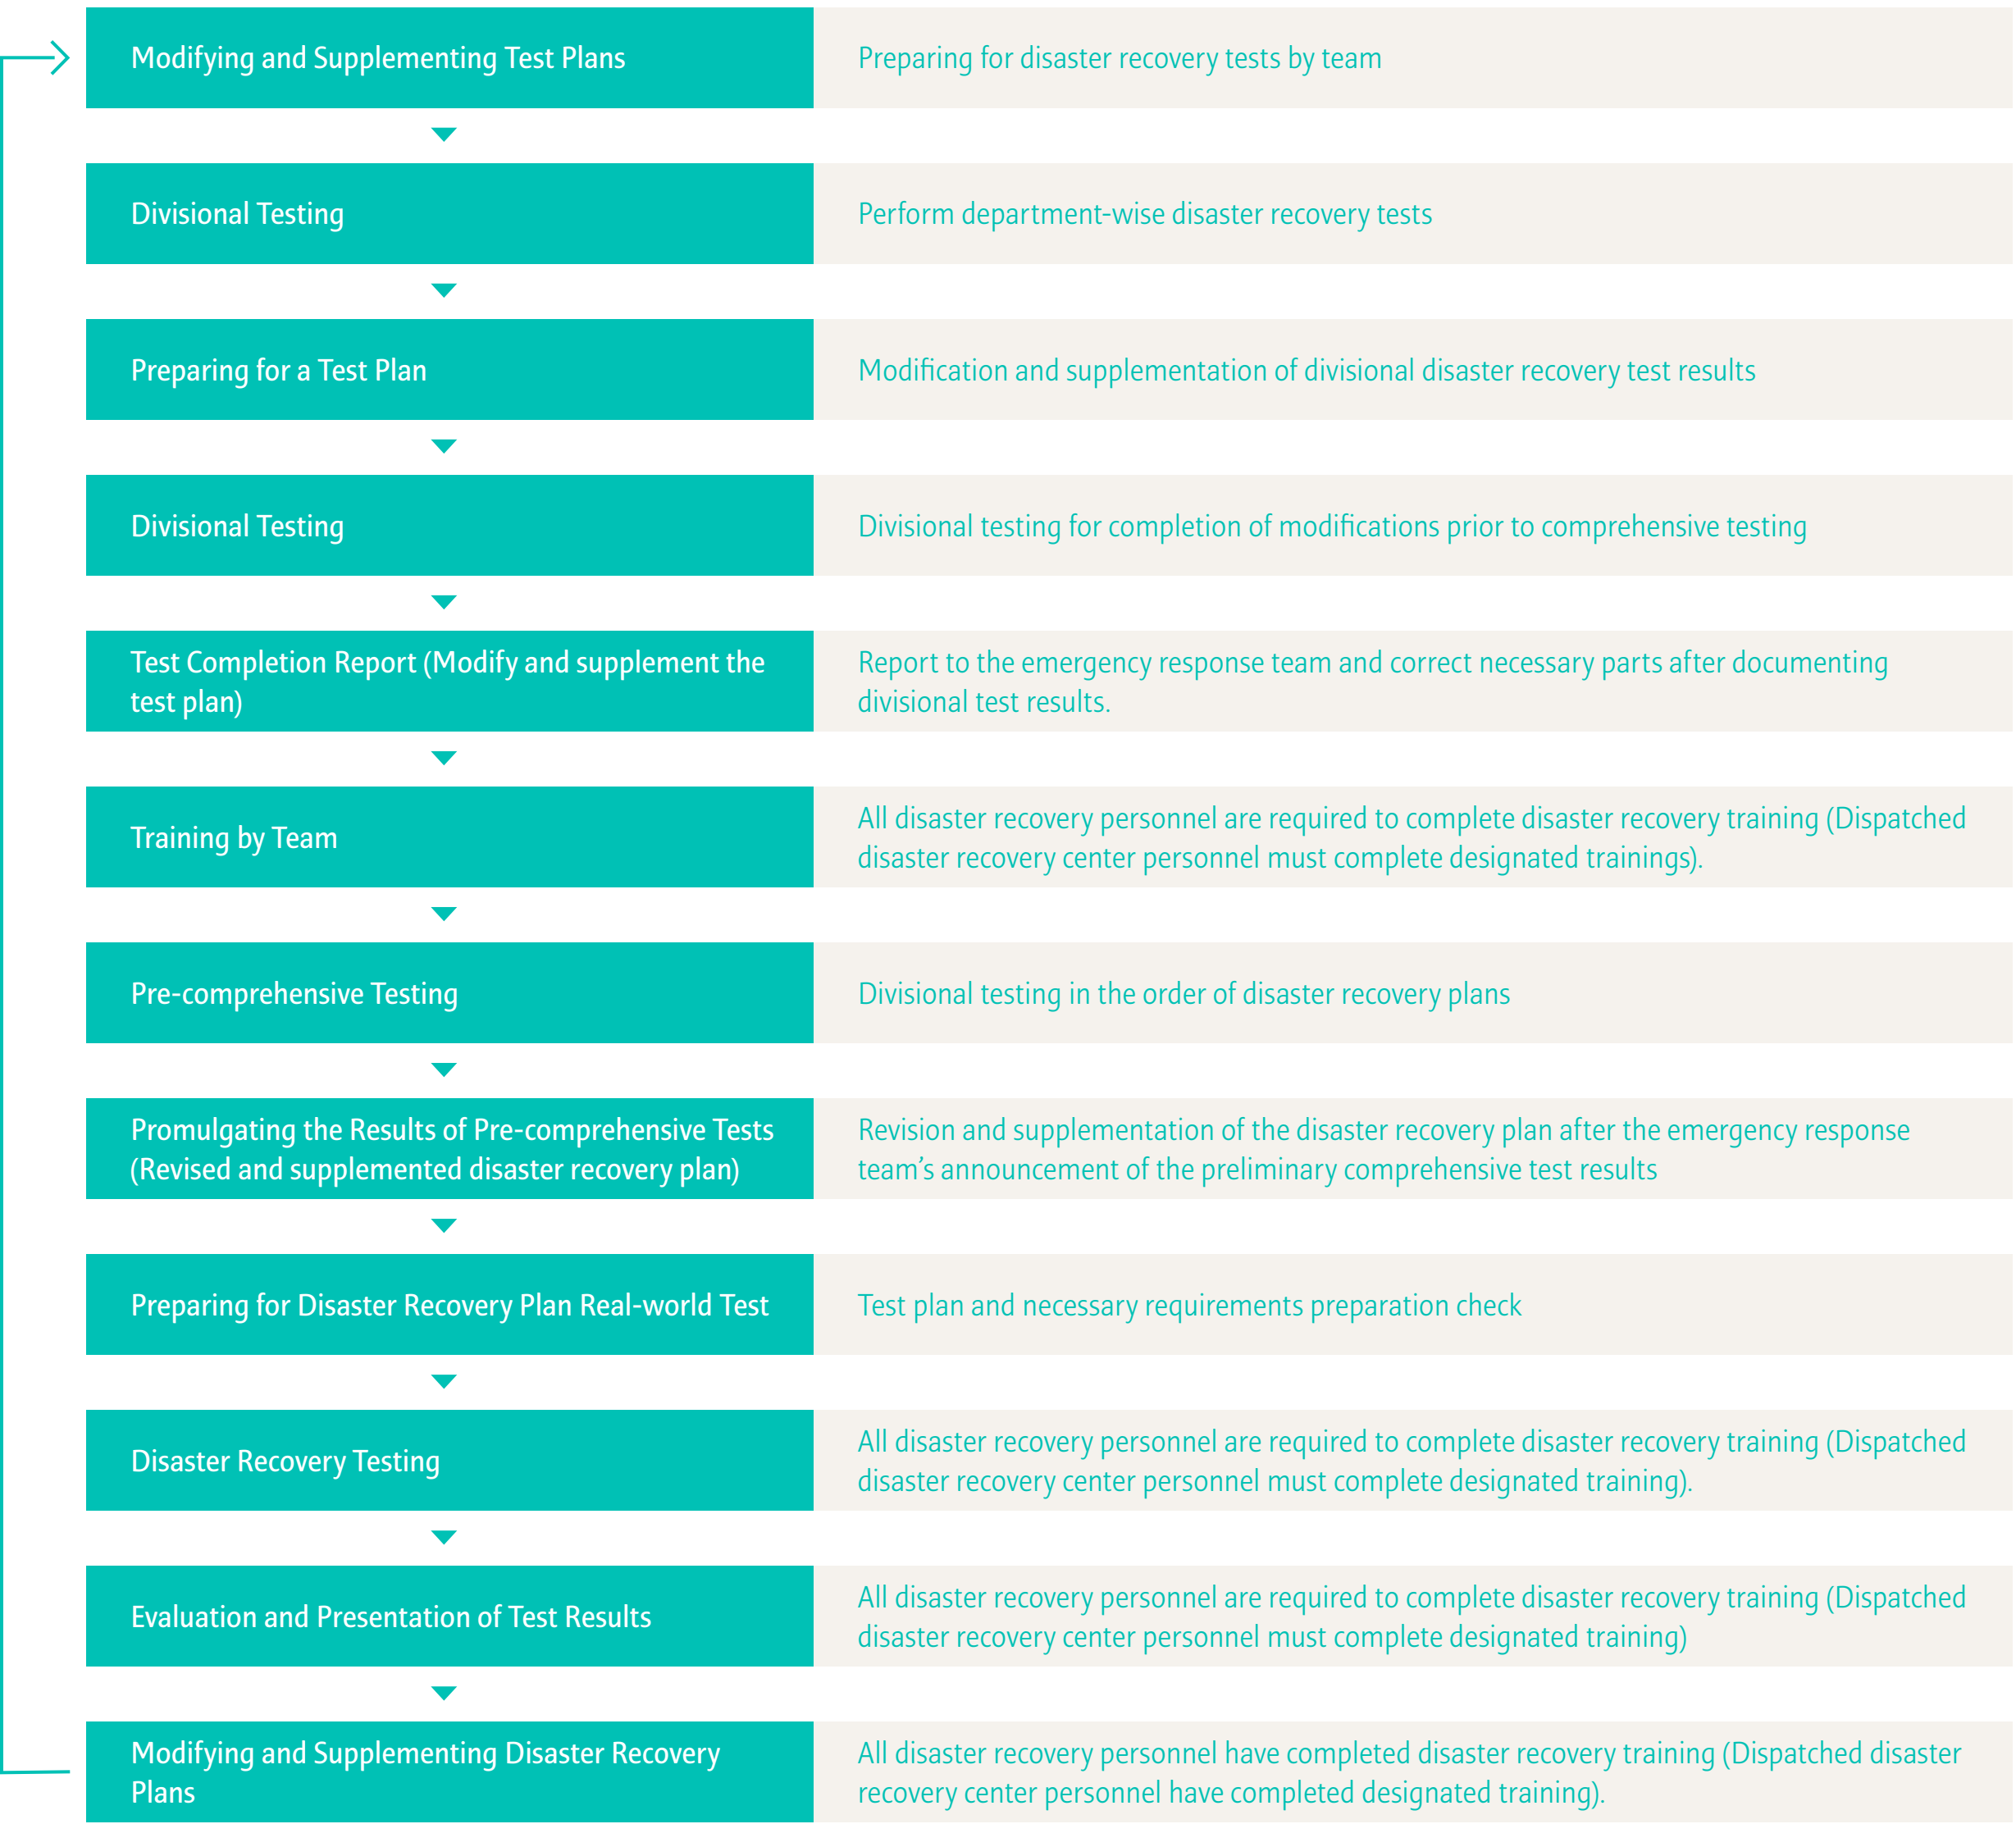 Modifying and Supplementing Test Plans
Preparing for disaster recovery tests by team
Divisional Testing
Perform department-wise disaster recovery tests
Preparing for a Test Plan
Modification and supplementation of divisional disaster recovery test results
Divisional Testing
Divisional testing for completion of modifications prior to comprehensive testing
Test Completion Report (Modify and supplement the
test plan)
Report to the emergency response team and correct necessary parts after documenting
divisional test results.
Training by Team
All disaster recovery personnel are required to complete disaster recovery training (Dispatched
disaster recovery center personnel must complete designated trainings).
Pre-comprehensive Testing
Divisional testing in the order of disaster recovery plans
Promulgating the Results of Pre-comprehensive Tests
(Revised and supplemented disaster recovery plan)
Revision and supplementation of the disaster recovery plan after the emergency response
team’s announcement of the preliminary comprehensive test results
Preparing for Disaster Recovery Plan Real-world Test
Test plan and necessary requirements preparation check
Disaster Recovery Testing
All disaster recovery personnel are required to complete disaster recovery training (Dispatched
disaster recovery center personnel must complete designated training).
Evaluation and Presentation of Test Results
All disaster recovery personnel are required to complete disaster recovery training (Dispatched
disaster recovery center personnel must complete designated training)
Modifying and Supplementing Disaster Recovery
Plans
All disaster recovery personnel have completed disaster recovery training (Dispatched disaster
recovery center personnel have completed designated training).